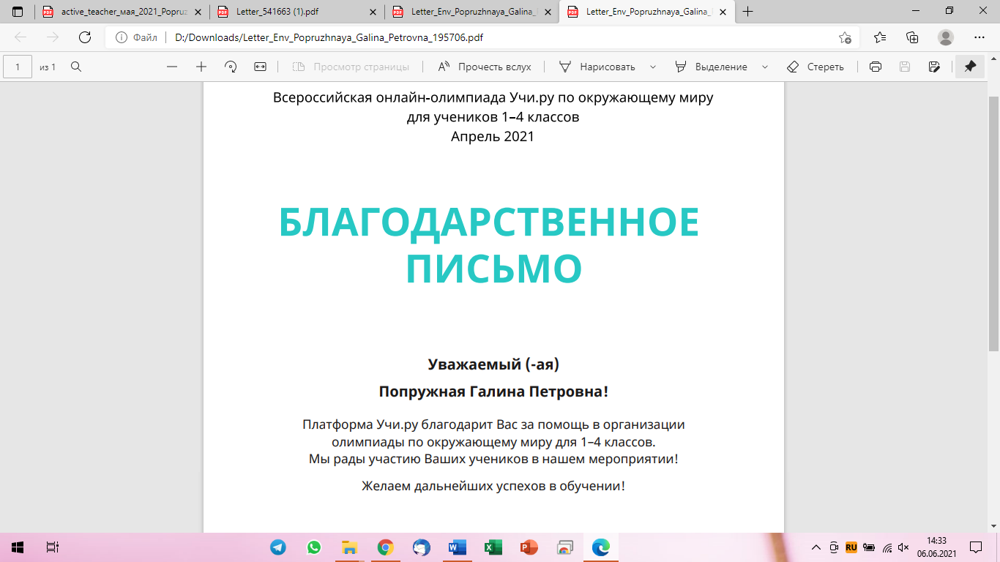 active_teacher_мая_2021_Popruz
Letter_541663 (1).pdf
Letter_Env_Popruzhnaya_Galina_
Letter_Env_Popruzhnaya_Galina_
Файл
D:/Downloads/Letter_Env_Popruzhnaya_Galina_Petrovna_195706.pdf
1 из 1
Просмотр страницы
Прочесть вслух
Нарисовать
Выделение
Стереть
Всероссийская онлайн-олимпиада Учи.ру по окружающему миру
для учеников 1–4 классов
Апрель 2021
БЛАГОДАРСТВЕННОЕ
ПИСЬМО
Уважаемый (-ая)
Попружная Галина Петровна!
Платформа Учи.ру благодарит Вас за помощь в организации
олимпиады по окружающему миру для 1–4 классов.
Мы рады участию Ваших учеников в нашем мероприятии!
Желаем дальнейших успехов в обучении!
RU
14:33
06.06.2021